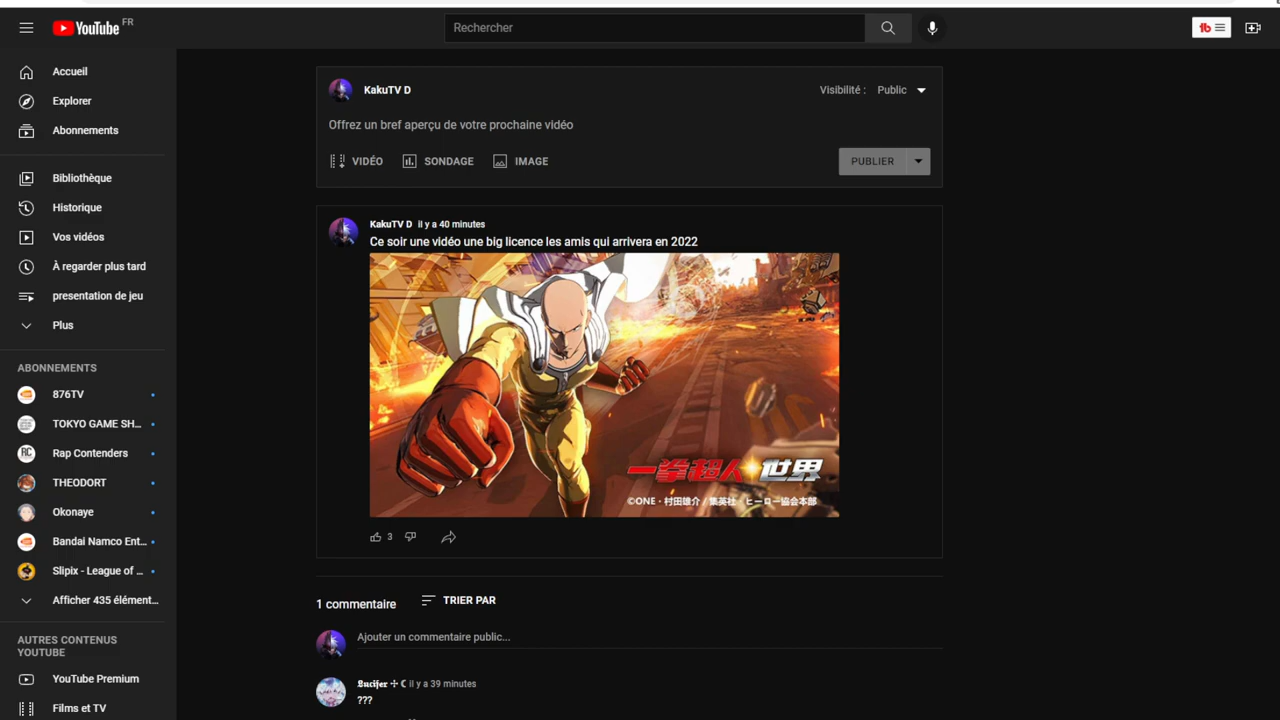 YouTube FR
Rechercher
Accueil
Explorer
Abonnements
Bibliothèque
Historique
Vos vidéos
À regarder plus tard
presentation de jeu
Plus
ABONNEMENTS
876TV
TOKYO GAME SH...
Rap Contenders
THEODORT
Okonaye
Bandai Namco Ent...
Slipix - League of ...
Afficher 435 élément...
AUTRES CONTENUS
YOUTUBE
YouTube Premium
Films et TV
KakuTV D
Visibilité : Public
Offrez un bref aperçu de votre prochaine vidéo
VIDÉO SONDAGE IMAGE PUBLIER
KakuTV D il y a 40 minutes
Ce soir une vidéo une big licence les amis qui arrivera en 2022
一拳超人 世界
©ONE・村田雄介 / 集英社・ヒーロー協会本部
3
1 commentaire TRIER PAR
Ajouter un commentaire public...
𝕷𝖚𝖈𝖎𝖋𝖊𝖗 ✢ ☾ il y a 39 minutes
???